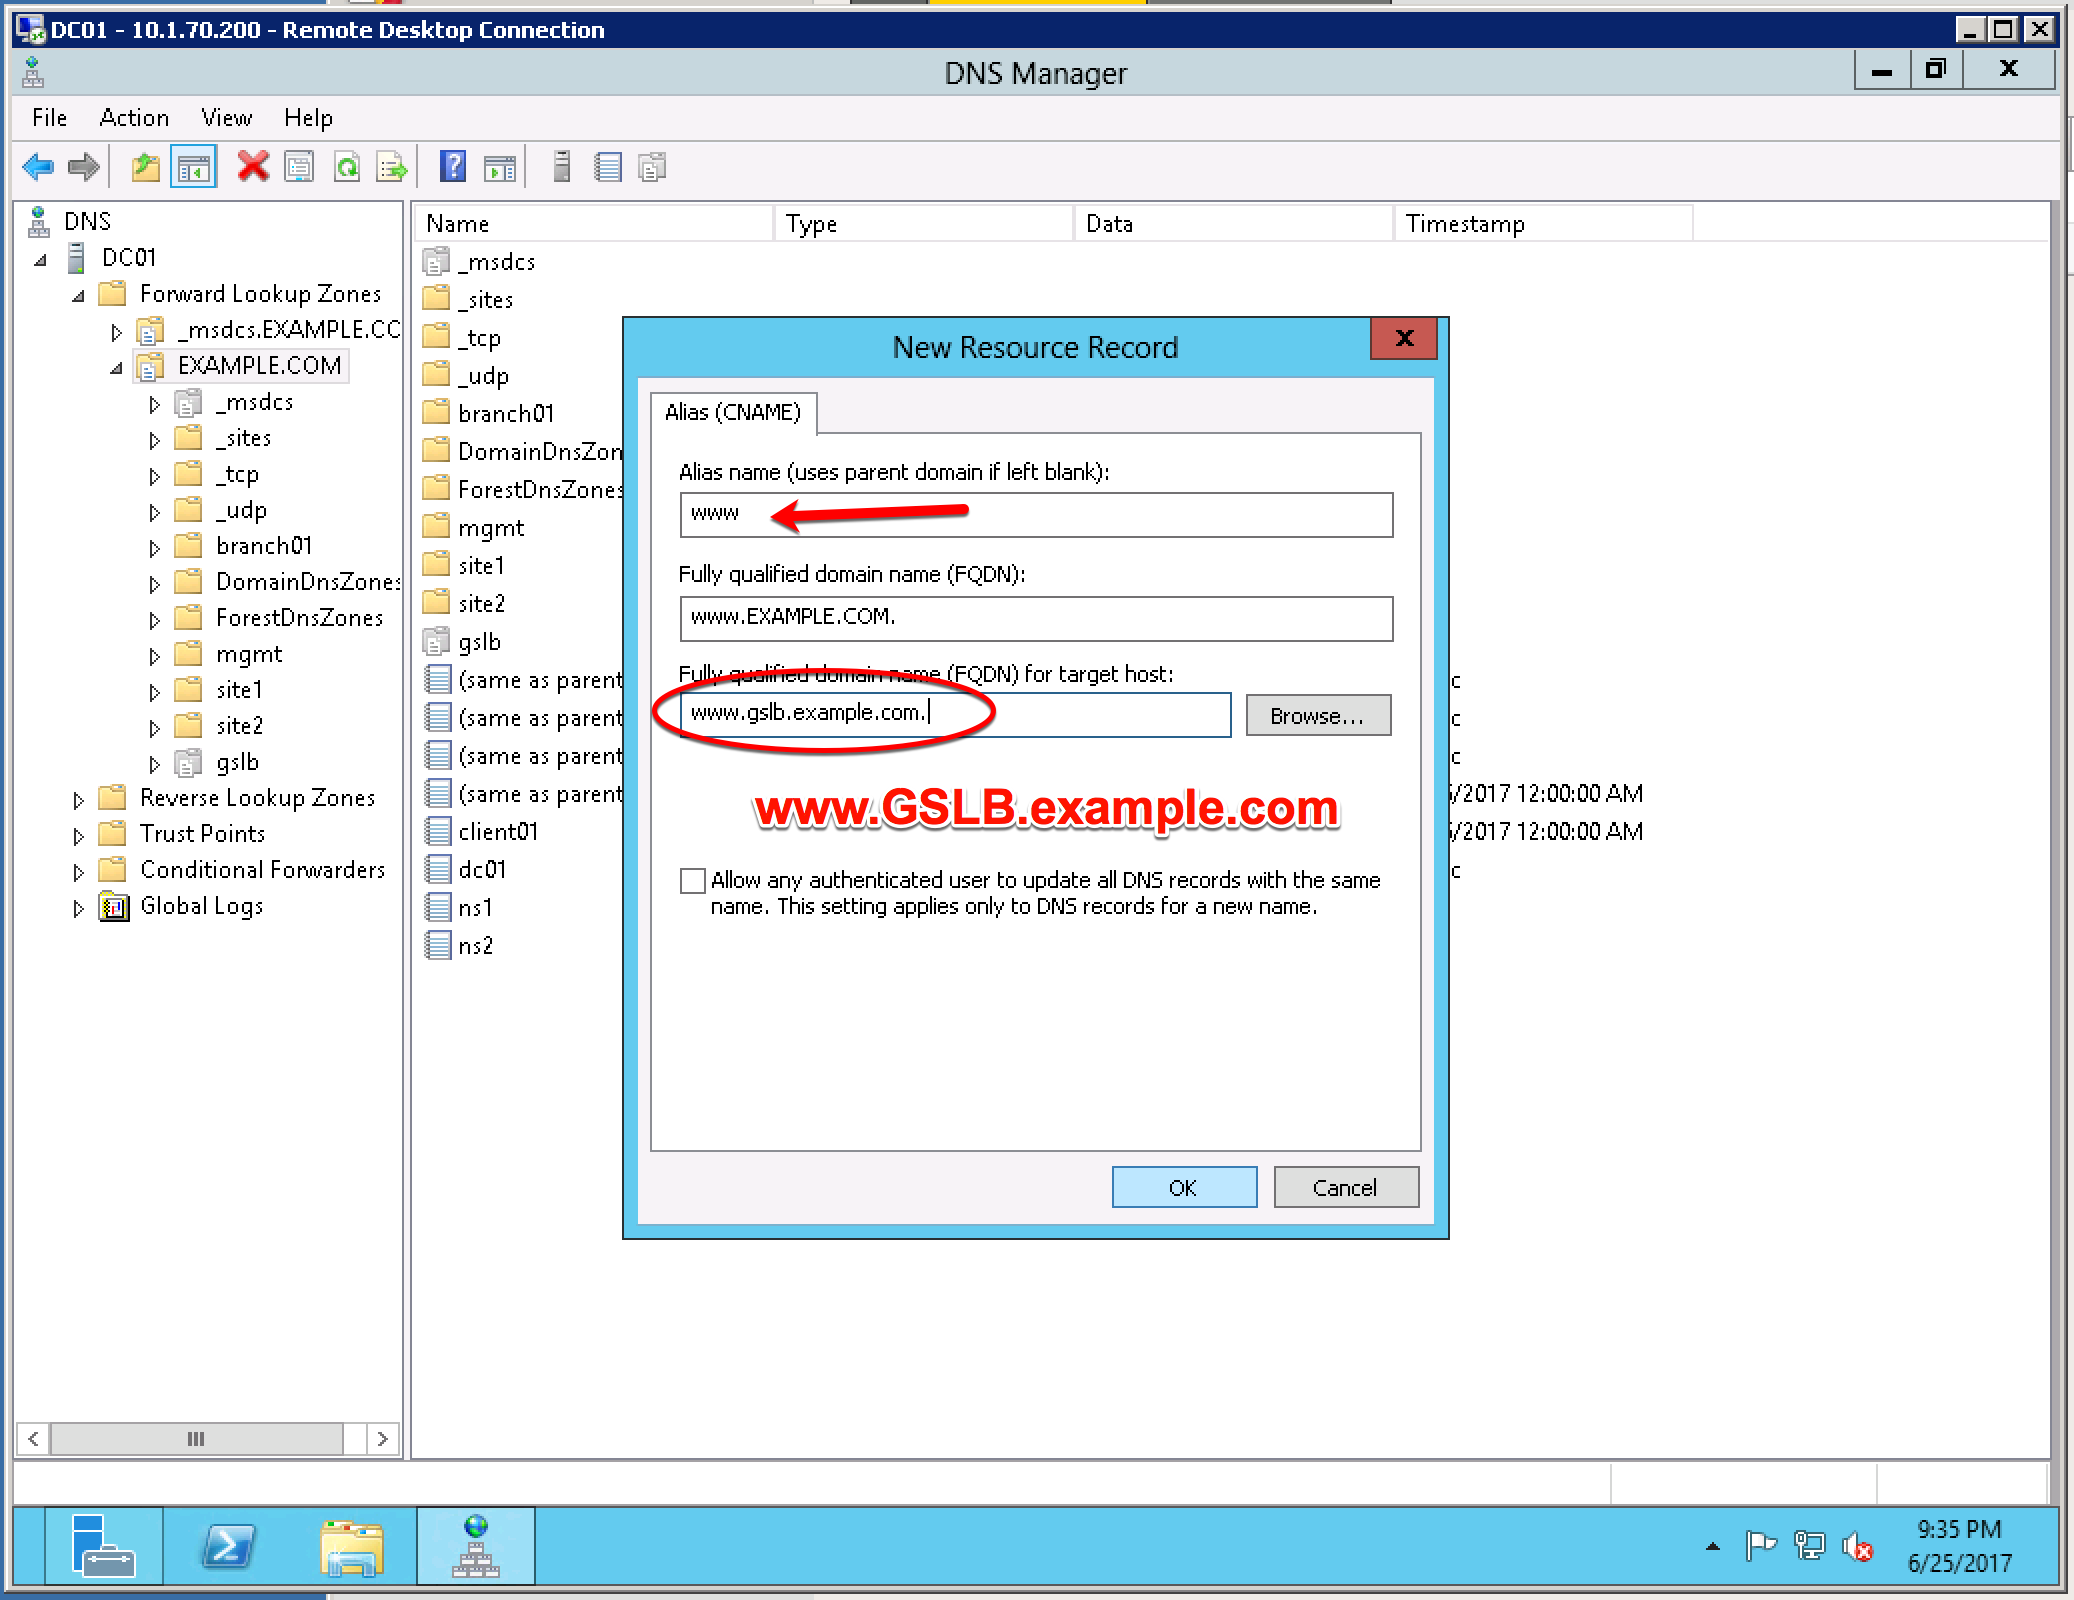 DC01 - 10.1.70.200 - Remote Desktop Connection
DNS Manager
File Action View Help
DNS
DC01
Forward Lookup Zones
_msdcs.EXAMPLE.CC
EXAMPLE.COM
_msdcs
_sites
_tcp
_udp
branch01
DomainDnsZones
ForestDnsZones
mgmt
site1
site2
gslb
Reverse Lookup Zones
Trust Points
Conditional Forwarders
Global Logs
Name Type Data Timestamp
_msdcs
_sites
_tcp
_udp
branch01
DomainDnsZon
ForestDnsZones
mgmt
site1
site2
gslb
(same as parent
(same as parent
(same as parent
(same as parent
/2017 12:00:00 AM
client01
/2017 12:00:00 AM
dc01
ns1
ns2
New Resource Record
Alias (CNAME)
Alias name (uses parent domain if left blank):
www
Fully qualified domain name (FQDN):
www.EXAMPLE.COM.
Fully qualified domain name (FQDN) for target host:
www.gslb.example.com.
Browse...
www.GSLB.example.com
Allow any authenticated user to update all DNS records with the same
name. This setting applies only to DNS records for a new name.
OK
Cancel
9:35 PM
6/25/2017